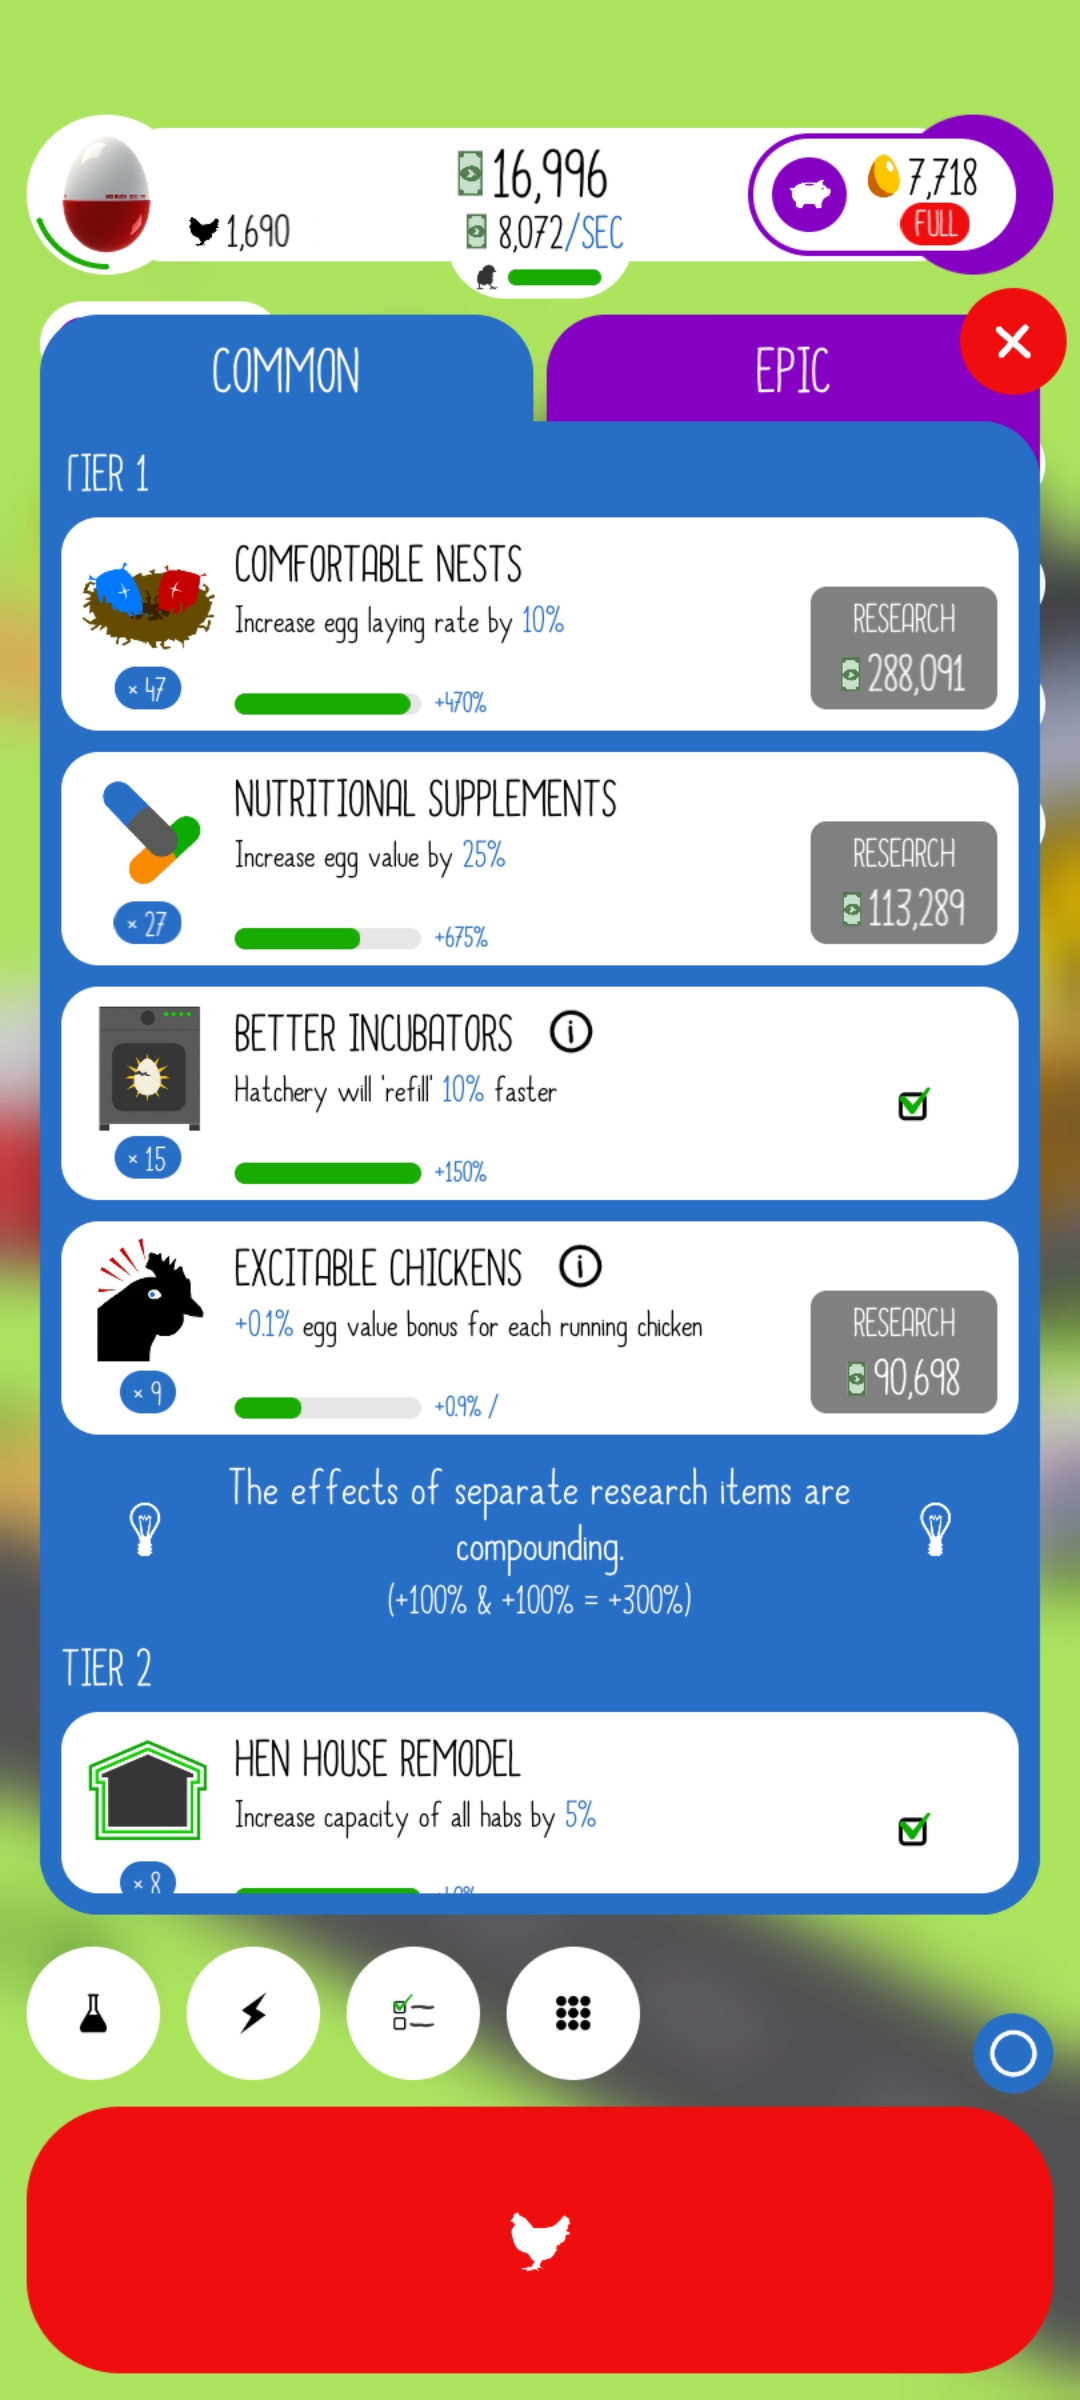 16,996
7,718
1,690
8,072/SEC
FULL
COMMON
EPIC
TIER 1
COMFORTABLE NESTS
Increase egg laying rate by 10%
RESEARCH
288,091
× 47
+470%
NUTRITIONAL SUPPLEMENTS
Increase egg value by 25%
RESEARCH
113,289
× 27
+675%
BETTER INCUBATORS
Hatchery will 'refill' 10% faster
× 15
+150%
EXCITABLE CHICKENS
+0.1% egg value bonus for each running chicken
RESEARCH
90,698
× 9
+0.9% /
The effects of separate research items are
compounding.
(+100% & +100% = +300%)
TIER 2
HEN HOUSE REMODEL
Increase capacity of all habs by 5%
× 8